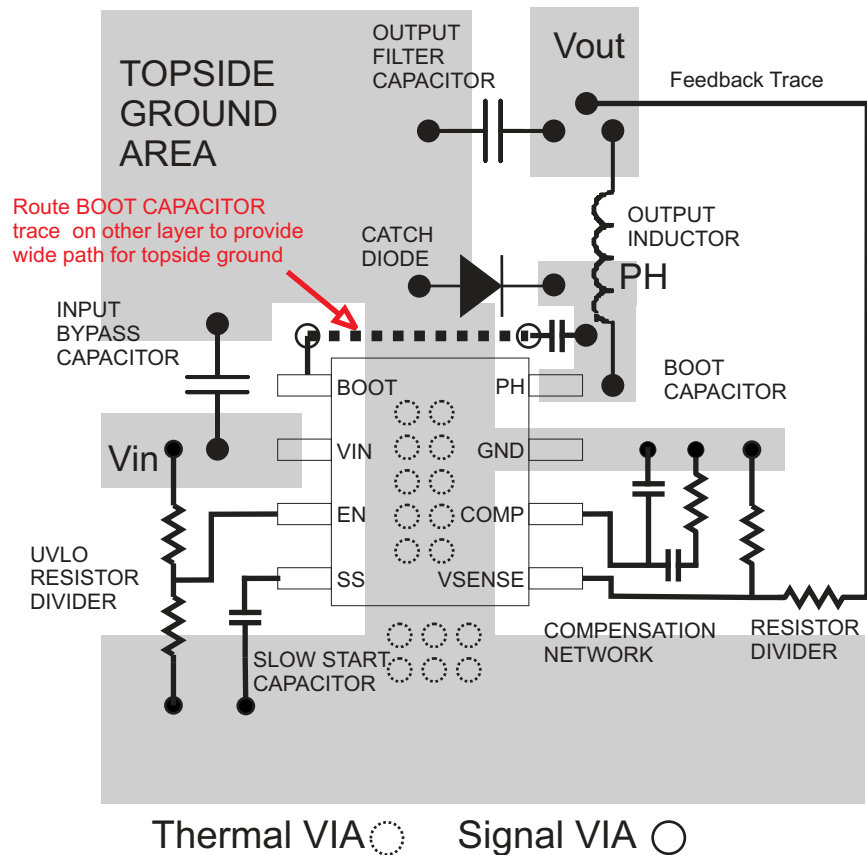 OUTPUT
FILTER
CAPACITOR
Vout
TOPSIDE
GROUND
AREA
Feedback Trace
Route BOOT CAPACITOR
trace on other layer to provide
wide path for topside ground
OUTPUT
INDUCTOR
CATCH
DIODE
PH
INPUT
BYPASS
CAPACITOR
BOOT
CAPACITOR
BOOT
PH
Vin
VIN
GND
EN
COMP
UVLO
RESISTOR
DIVIDER
SS
VSENSE
SLOW START
CAPACITOR
COMPENSATION
NETWORK
RESISTOR
DIVIDER
Thermal VIA
Signal VIA